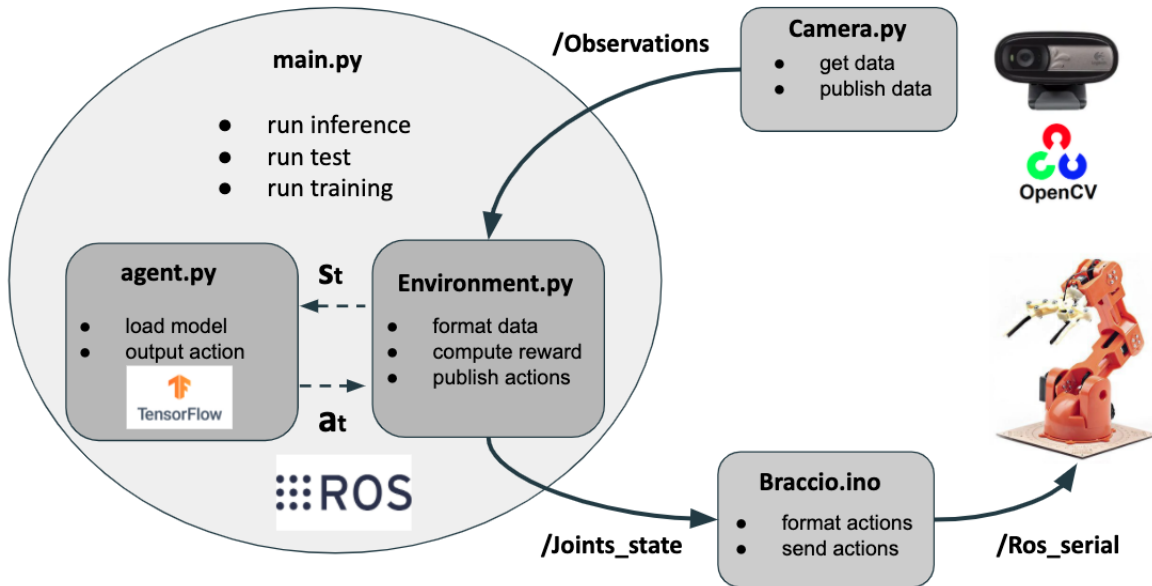 main.py
● run inference
● run test
● run training
/Observations
Camera.py
● get data
● publish data
OpenCV
agent.py
● load model
● output action
TensorFlow
st
at
Environment.py
● format data
● compute reward
● publish actions
ROS
/Joints_state
Braccio.ino
● format actions
● send actions
/Ros_serial